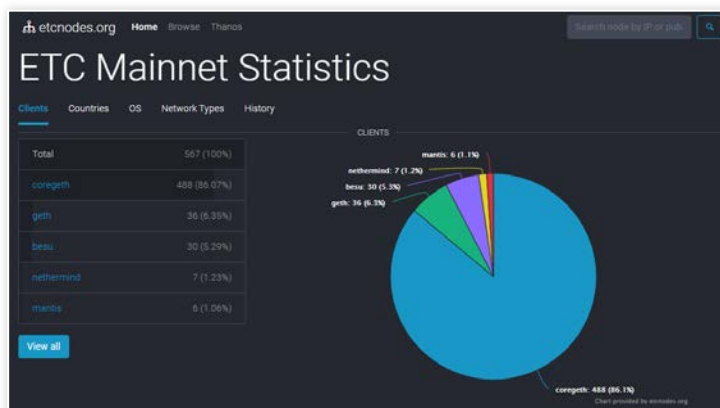 etcnodes.org Home Browse Thanos Search node by IP or pub
ETC Mainnet Statistics
Clients Countries OS Network Types History
CLIENTS
Total 567 (100%)
coregeth 488 (86.07%)
geth 36 (6.35%)
besu 30 (5.29%)
nethermind 7 (1.23%)
mantis 6 (1.06%)
View all
mantis: 6 (1.1%)
nethermind: 7 (1.2%)
besu: 30 (5.3%)
geth: 36 (6.3%)
coregeth: 488 (86.1%)
Chart provided by etcnodes.org